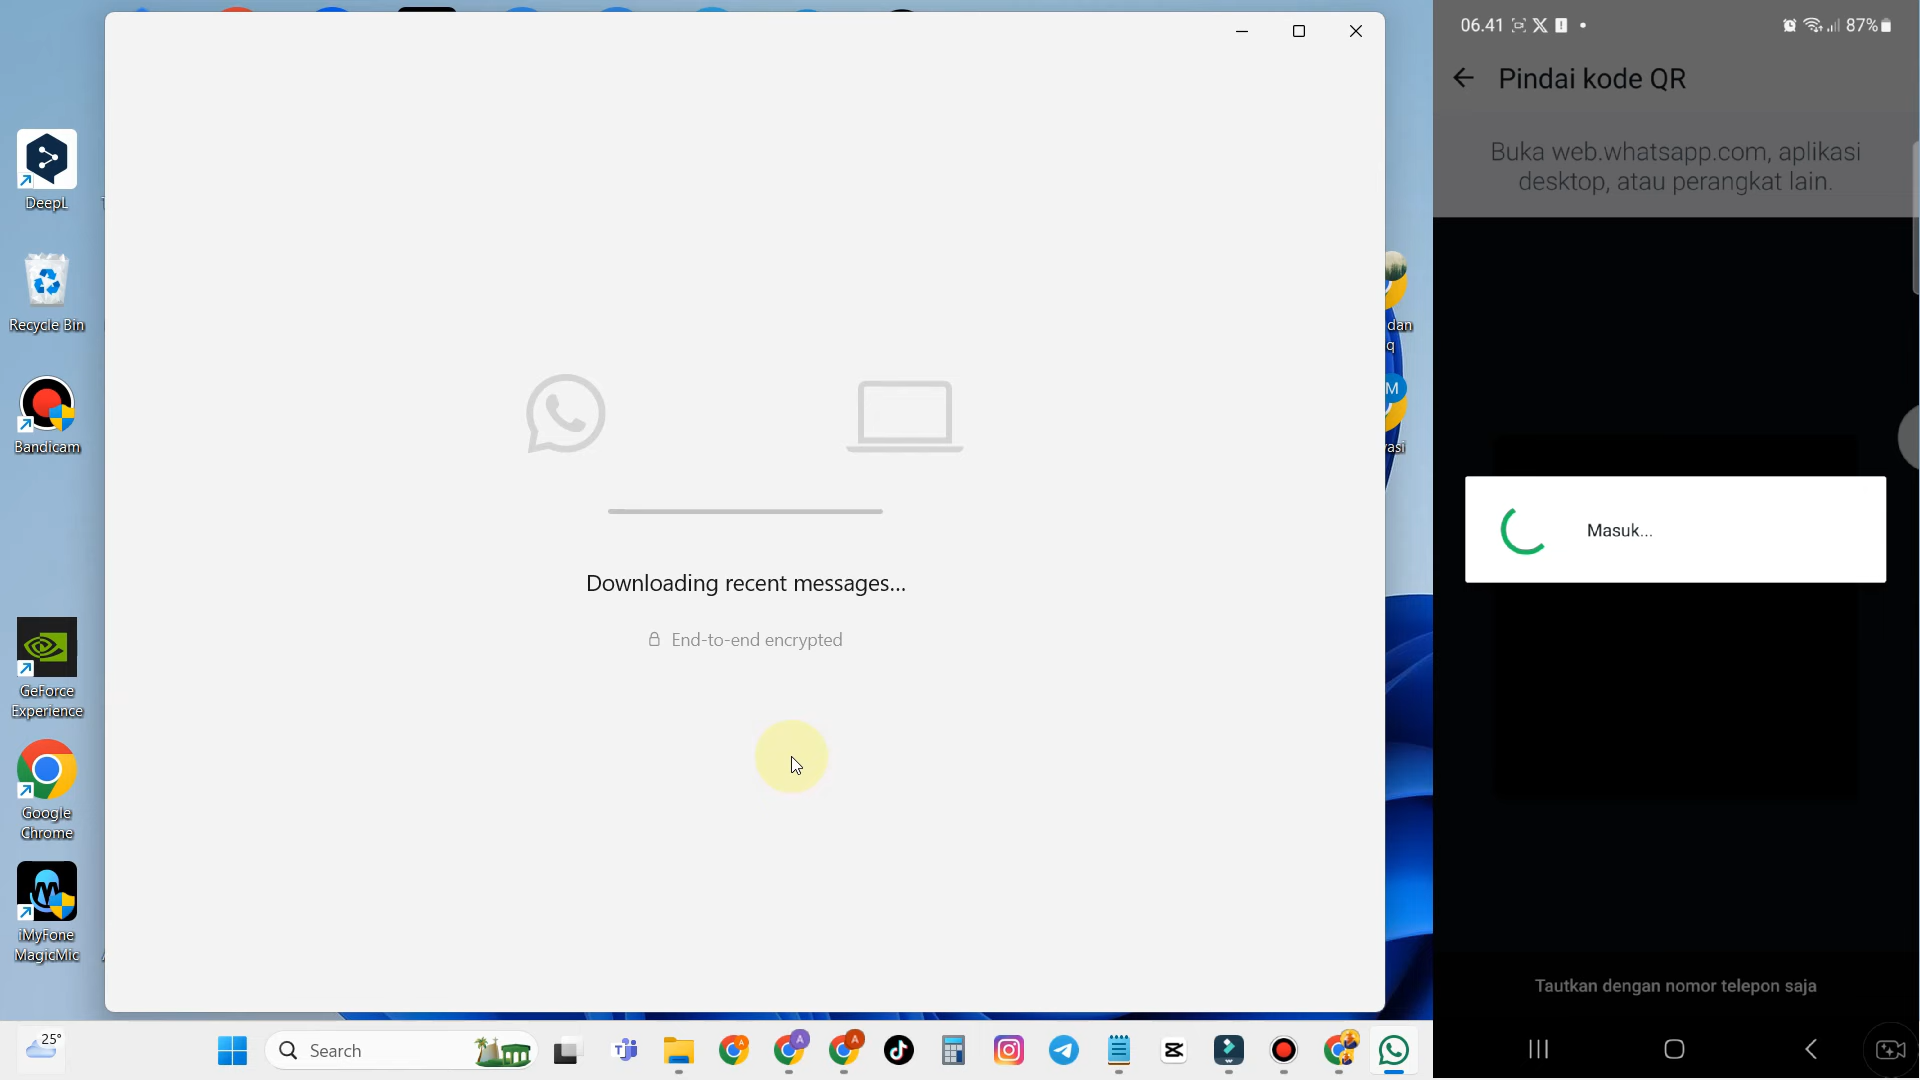 DeepL
Recycle Bin
Bandicam
GeForce
Experience
Google
Chrome
iMyFone
MagicMic
Downloading recent messages...
End-to-end encrypted
dan
q
M
asi
25°
Search
06.41
87%
Pindai kode QR
Buka web.whatsapp.com, aplikasi
desktop, atau perangkat lain.
Masuk...
Tautkan dengan nomor telepon saja